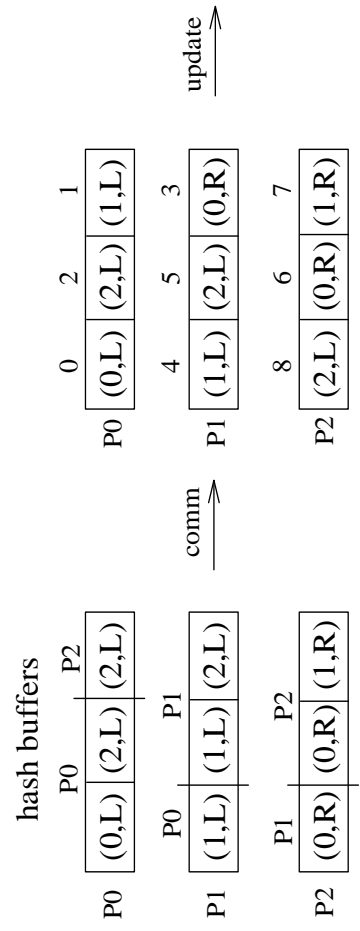 hash buffers
P0 P2
P0 (0,L) (2,L) (2,L)
P0 P1
P1 (1,L) (1,L) (2,L)
P1 P2
P2 (0,R) (0,R) (1,R)
comm
0 2 1
P0 (0,L) (2,L) (1,L)
4 5 3
P1 (1,L) (2,L) (0,R)
8 6 7
P2 (2,L) (0,R) (1,R)
update